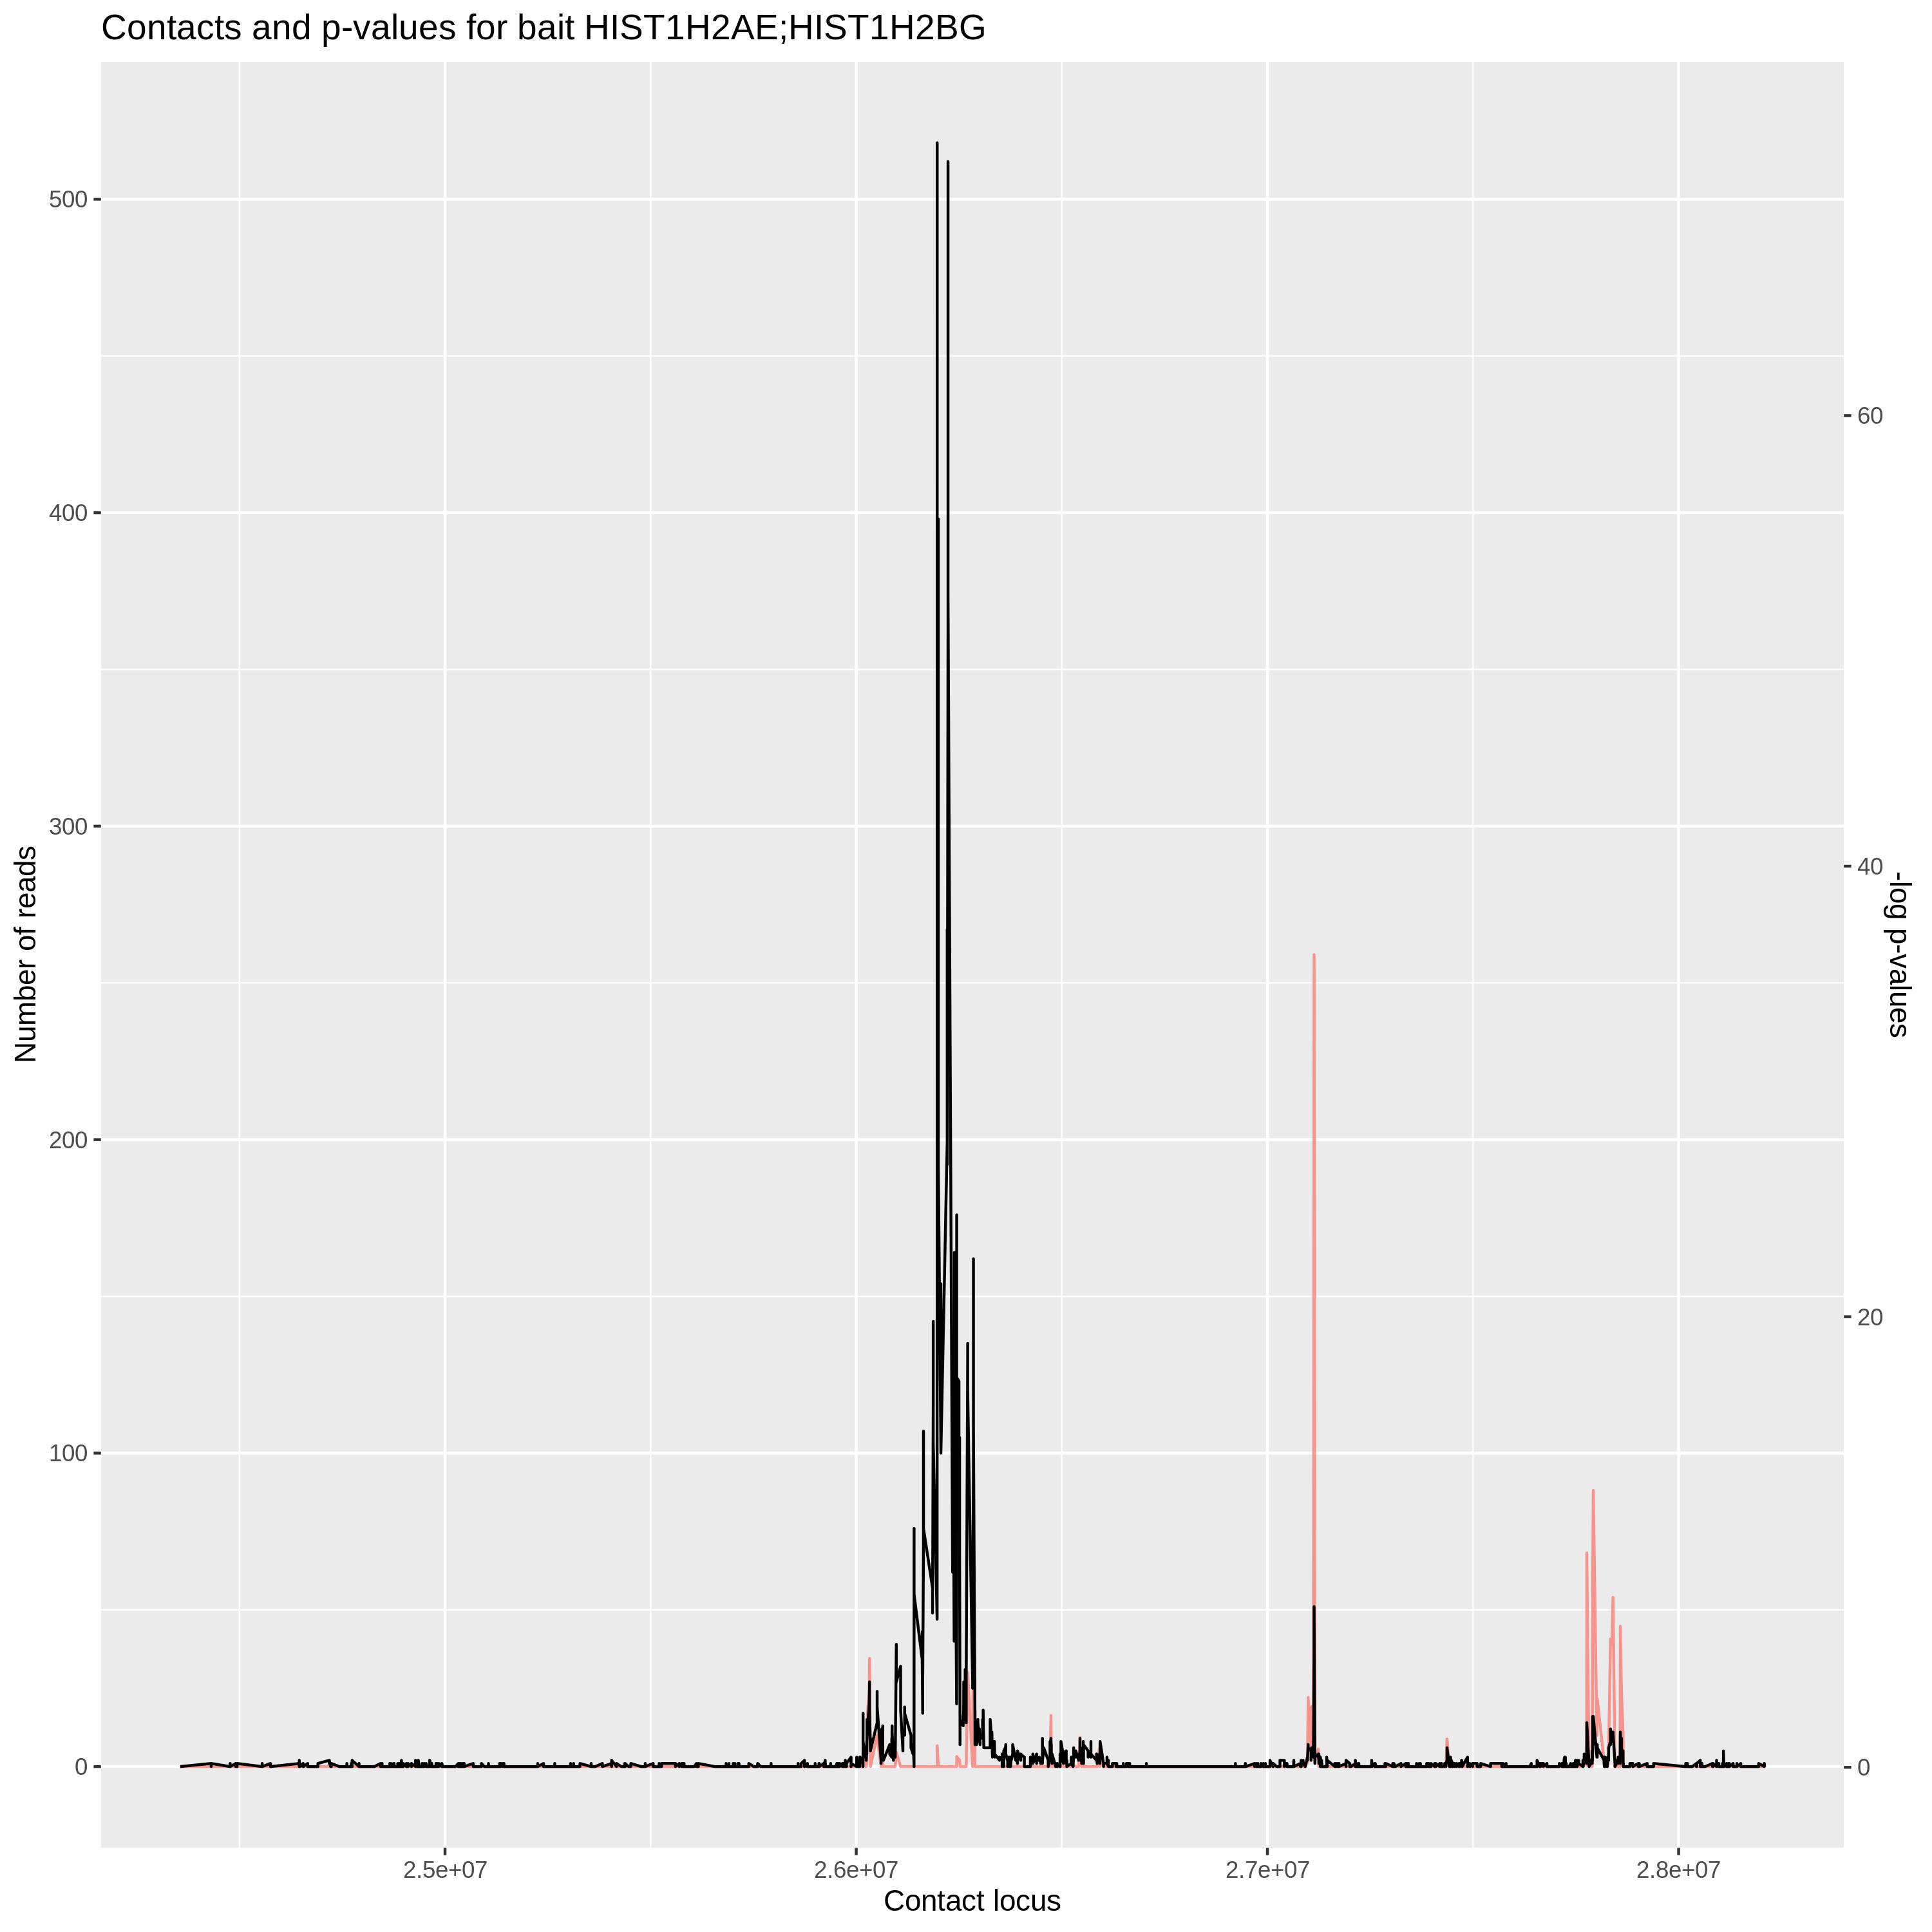 Contacts and p-values for bait HIST1H2AE;HIST1H2BG
500
400
300
200
100
0
Number of reads
60
40
20
0
-log p-values
2.5e+07
2.6e+07
2.7e+07
2.8e+07
Contact locus